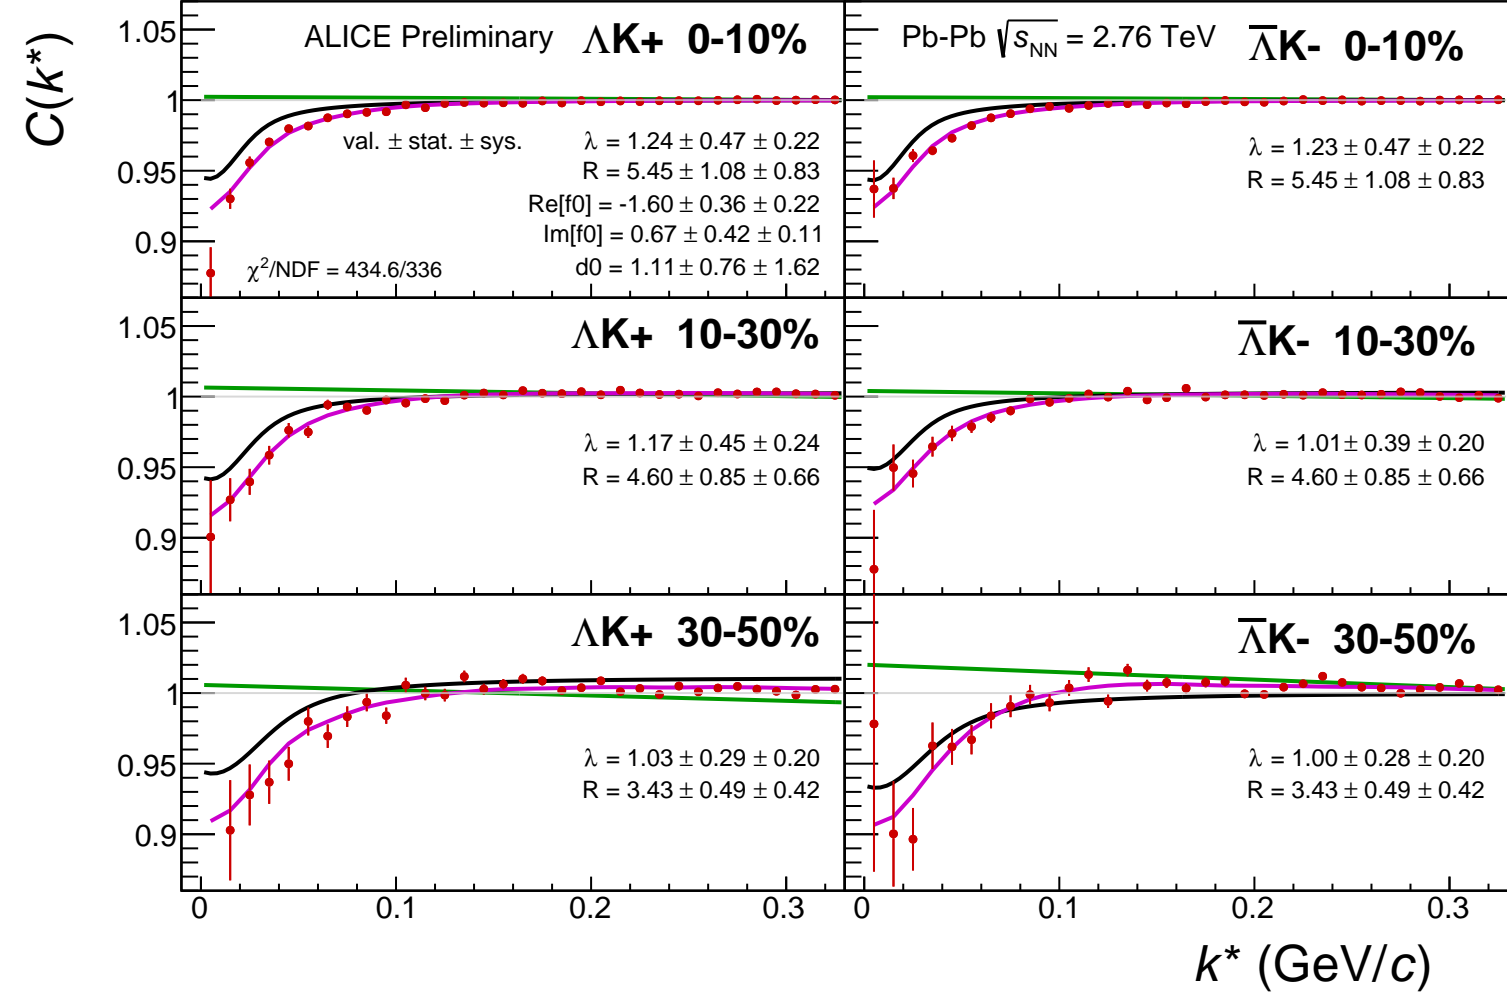 C(k*)
ALICE Preliminary ΛK+ 0-10%
val. ± stat. ± sys.
λ = 1.24 ± 0.47 ± 0.22
R = 5.45 ± 1.08 ± 0.83
Re[f0] = -1.60 ± 0.36 ± 0.22
Im[f0] = 0.67 ± 0.42 ± 0.11
d0 = 1.11 ± 0.76 ± 1.62
χ²/NDF = 434.6/336
1.05
1
0.95
0.9
Pb-Pb √sNN = 2.76 TeV Λ̅K- 0-10%
λ = 1.23 ± 0.47 ± 0.22
R = 5.45 ± 1.08 ± 0.83
ΛK+ 10-30%
λ = 1.17 ± 0.45 ± 0.24
R = 4.60 ± 0.85 ± 0.66
1.05
1
0.95
0.9
Λ̅K- 10-30%
λ = 1.01 ± 0.39 ± 0.20
R = 4.60 ± 0.85 ± 0.66
ΛK+ 30-50%
λ = 1.03 ± 0.29 ± 0.20
R = 3.43 ± 0.49 ± 0.42
1.05
1
0.95
0.9
Λ̅K- 30-50%
λ = 1.00 ± 0.28 ± 0.20
R = 3.43 ± 0.49 ± 0.42
0 0.1 0.2 0.3 0 0.1 0.2 0.3
k* (GeV/c)